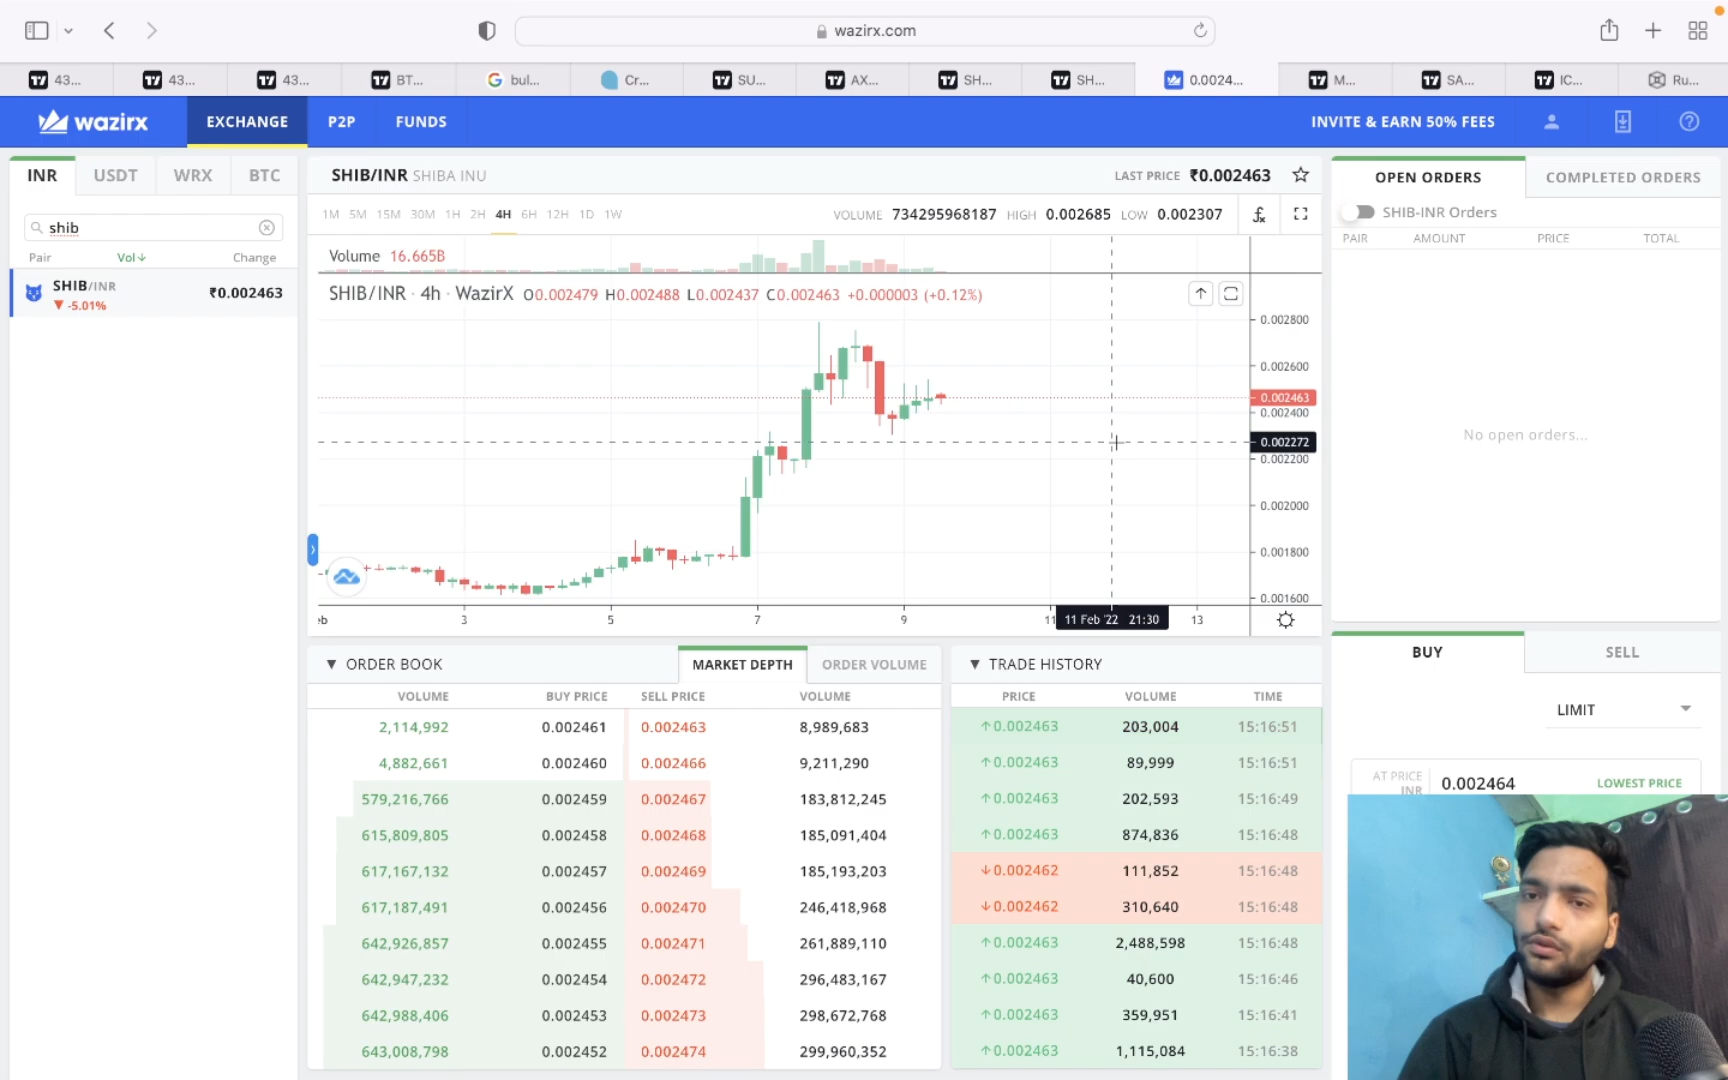 wazirx.com
43...
43...
43...
BT...
bul...
Cr...
SU...
AX...
SH...
SH...
0.0024...
M...
SA...
IC...
Ru...
wazirx
EXCHANGE
P2P
FUNDS
INVITE & EARN 50% FEES
INR
USDT
WRX
BTC
shib
Pair
Vol↓
Change
SHIB/INR
▼ -5.01%
₹0.002463
SHIB/INR SHIBA INU
LAST PRICE ₹0.002463
1M 5M 15M 30M 1H 2H 4H 6H 12H 1D 1W
VOLUME 734295968187 HIGH 0.002685 LOW 0.002307
Volume 16.665B
SHIB/INR · 4h · WazirX O0.002479 H0.002488 L0.002437 C0.002463 +0.000003 (+0.12%)
0.002800
0.002600
0.002463
0.002400
0.002272
0.002200
0.002000
0.001800
0.001600
eb
3
5
7
9
11
11 Feb '22 21:30
13
▼ ORDER BOOK
MARKET DEPTH
ORDER VOLUME
VOLUME BUY PRICE SELL PRICE VOLUME
2,114,992 0.002461 0.002463 8,989,683
4,882,661 0.002460 0.002466 9,211,290
579,216,766 0.002459 0.002467 183,812,245
615,809,805 0.002458 0.002468 185,091,404
617,167,132 0.002457 0.002469 185,193,203
617,187,491 0.002456 0.002470 246,418,968
642,926,857 0.002455 0.002471 261,889,110
642,947,232 0.002454 0.002472 296,483,167
642,988,406 0.002453 0.002473 298,672,768
643,008,798 0.002452 0.002474 299,960,352
▼ TRADE HISTORY
PRICE VOLUME TIME
↑0.002463 203,004 15:16:51
↑0.002463 89,999 15:16:51
↑0.002463 202,593 15:16:49
↑0.002463 874,836 15:16:48
↓0.002462 111,852 15:16:48
↓0.002462 310,640 15:16:48
↑0.002463 2,488,598 15:16:48
↑0.002463 40,600 15:16:46
↑0.002463 359,951 15:16:41
↑0.002463 1,115,084 15:16:38
OPEN ORDERS
COMPLETED ORDERS
SHIB-INR Orders
PAIR AMOUNT PRICE TOTAL
No open orders...
BUY
SELL
LIMIT
AT PRICE
INR
0.002464
LOWEST PRICE